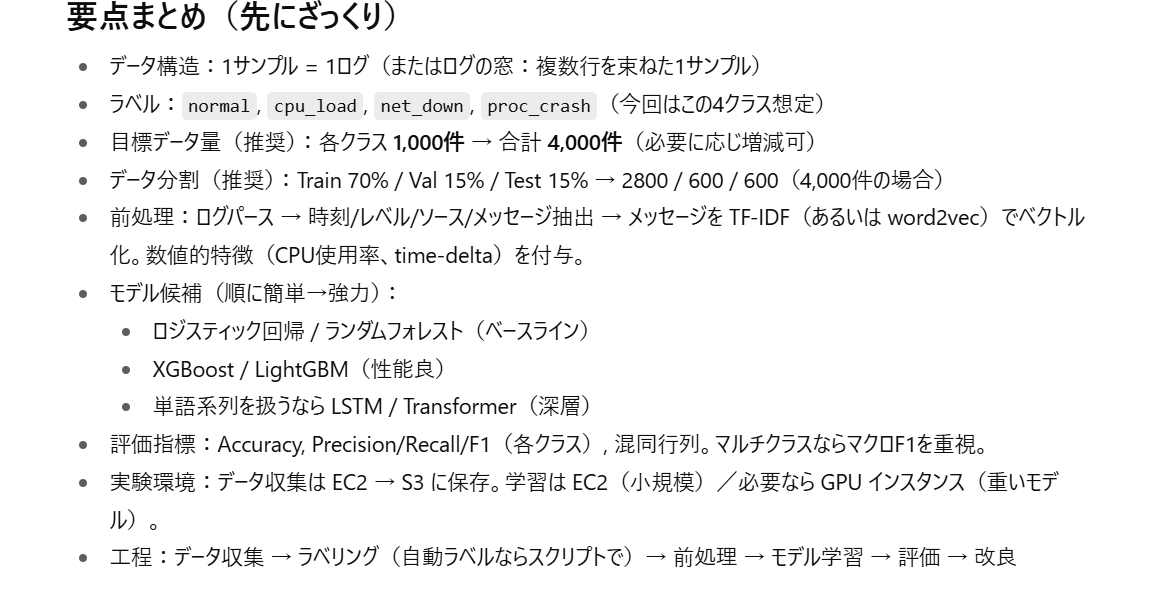 要点まとめ（先にざっくり）
データ構造：1サンプル = 1ログ（またはログの窓：複数行を束ねた1サンプル）
ラベル： normal, cpu_load, net_down, proc_crash （今回はこの4クラス想定）
目標データ量（推奨）：各クラス 1,000件 → 合計 4,000件（必要に応じ増減可）
データ分割（推奨）：Train 70% / Val 15% / Test 15% → 2800 / 600 / 600（4,000件の場合）
前処理：ログパース → 時刻/レベル/ソース/メッセージ抽出 → メッセージを TF-IDF（あるいは word2vec）でベクトル
化。数値的特徴（CPU使用率、time-delta）を付与。
モデル候補（順に簡単→強力）：
ロジスティック回帰 / ランダムフォレスト（ベースライン）
XGBoost / LightGBM（性能良）
単語系列を扱うなら LSTM / Transformer（深層）
評価指標：Accuracy, Precision/Recall/F1（各クラス）, 混同行列。マルチクラスならマクロF1を重視。
実験環境：データ収集は EC2 → S3 に保存。学習は EC2（小規模）／必要なら GPU インスタンス（重いモデ
ル）。
工程：データ収集 → ラベリング（自動ラベルならスクリプトで）→ 前処理 → モデル学習 → 評価 → 改良